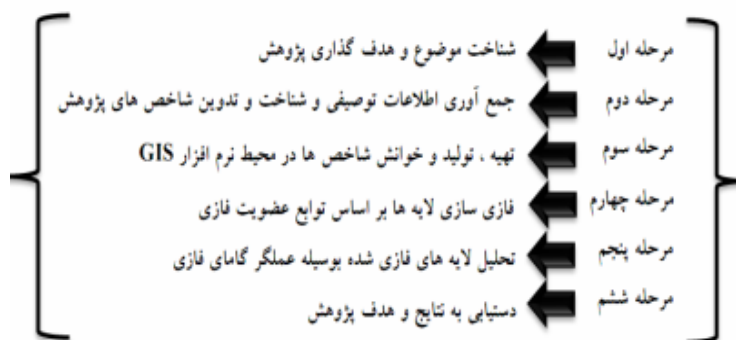 مرحله اول شناخت موضوع و هدف گذاری پژوهش
مرحله دوم جمع آوری اطلاعات توصیفی و شناخت و تدوین شاخص های پژوهش
مرحله سوم تهیه ، تولید و خوانش شاخص ها در محیط نرم افزار GIS
مرحله چهارم فازی سازی لایه ها بر اساس توابع عضویت فازی
مرحله پنجم تحلیل لایه های فازی شده بوسیله عملگر گامای فازی
مرحله ششم دستیابی به نتایج و هدف پژوهش